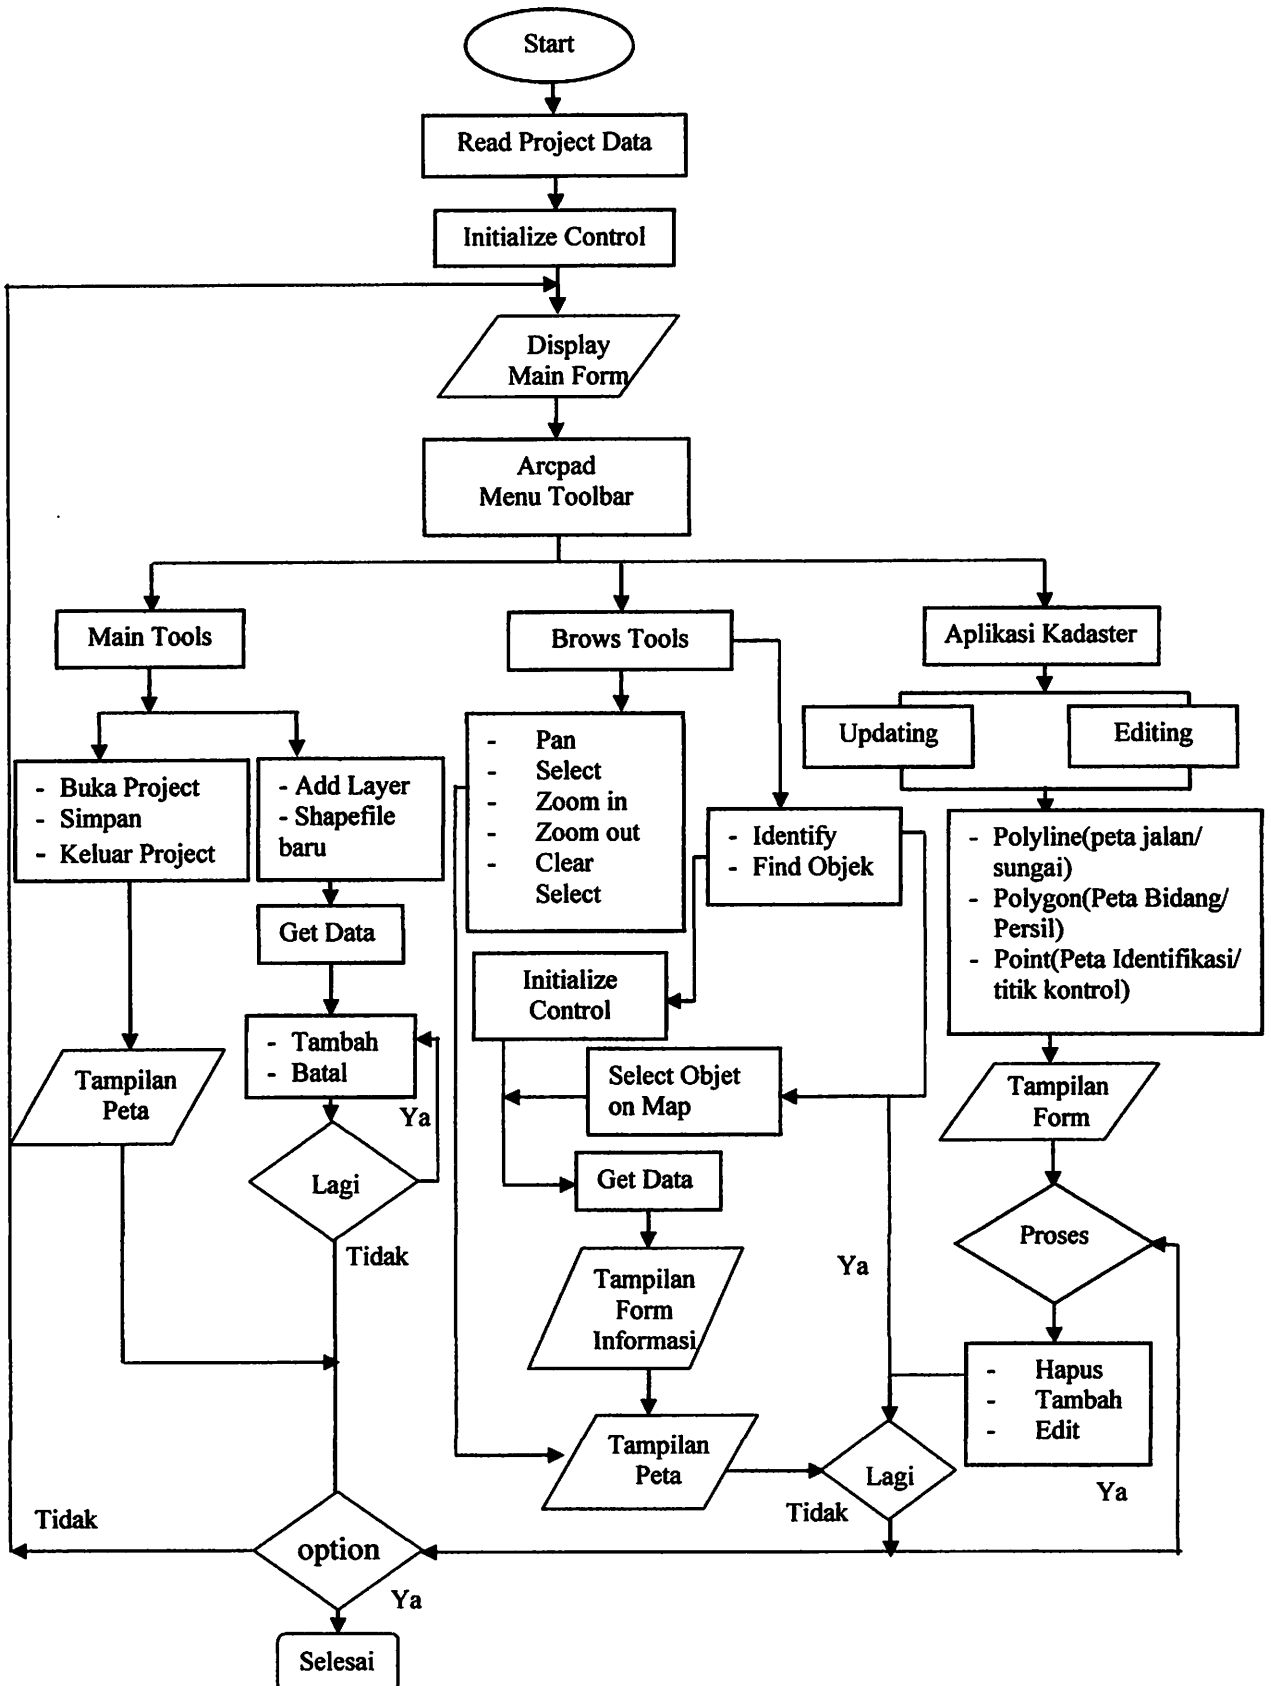 Start
Read Project Data
Initialize Control
Display
Main Form
Arcpad
Menu Toolbar
Main Tools
Brows Tools
Aplikasi Kadaster
Updating
Editing
- Buka Project
- Simpan
- Keluar Project
- Add Layer
- Shapefile
baru
- Pan
- Select
- Zoom in
- Zoom out
- Clear
Select
- Identify
- Find Objek
- Polyline(peta jalan/
sungai)
- Polygon(Peta Bidang/
Persil)
- Point(Peta Identifikasi/
titik kontrol)
Get Data
Initialize
Control
- Tambah
- Batal
Ya
Tampilan
Peta
Select Objet
on Map
Tampilan
Form
Lagi
Tidak
Get Data
Proses
Ya
Tampilan
Form
Informasi
- Hapus
- Tambah
- Edit
Ya
Tampilan
Peta
Lagi
Tidak
Tidak
option
Ya
Selesai